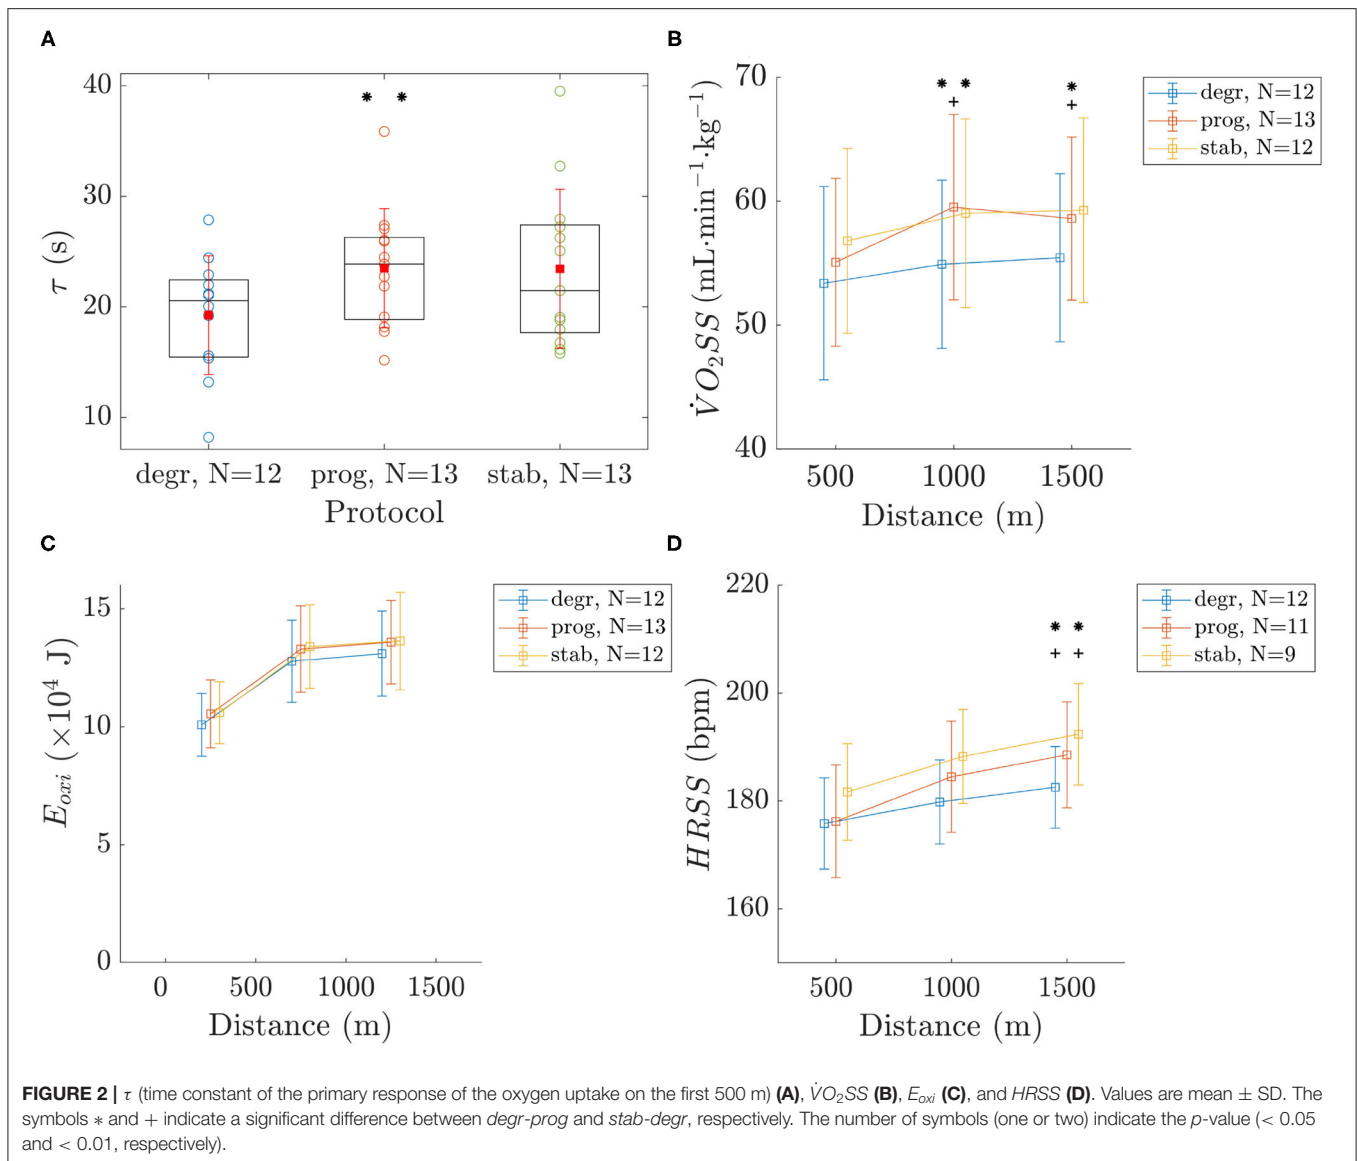 A
40
30
20
10
τ (s)
* *
degr, N=12 prog, N=13 stab, N=13
Protocol
B
70
60
50
40
V̇O₂SS (mL·min⁻¹·kg⁻¹)
* *
+
*
+
500 1000 1500
Distance (m)
degr, N=12
prog, N=13
stab, N=12
C
15
10
5
0
E_oxi (×10⁴ J)
0 500 1000 1500
Distance (m)
degr, N=12
prog, N=13
stab, N=12
D
220
200
180
160
HRSS (bpm)
* *
+ +
500 1000 1500
Distance (m)
degr, N=12
prog, N=11
stab, N=9
FIGURE 2 | τ (time constant of the primary response of the oxygen uptake on the first 500 m) (A), V̇O₂SS (B), E_oxi (C), and HRSS (D). Values are mean ± SD. The
symbols * and + indicate a significant difference between degr-prog and stab-degr, respectively. The number of symbols (one or two) indicate the p-value (< 0.05
and < 0.01, respectively).